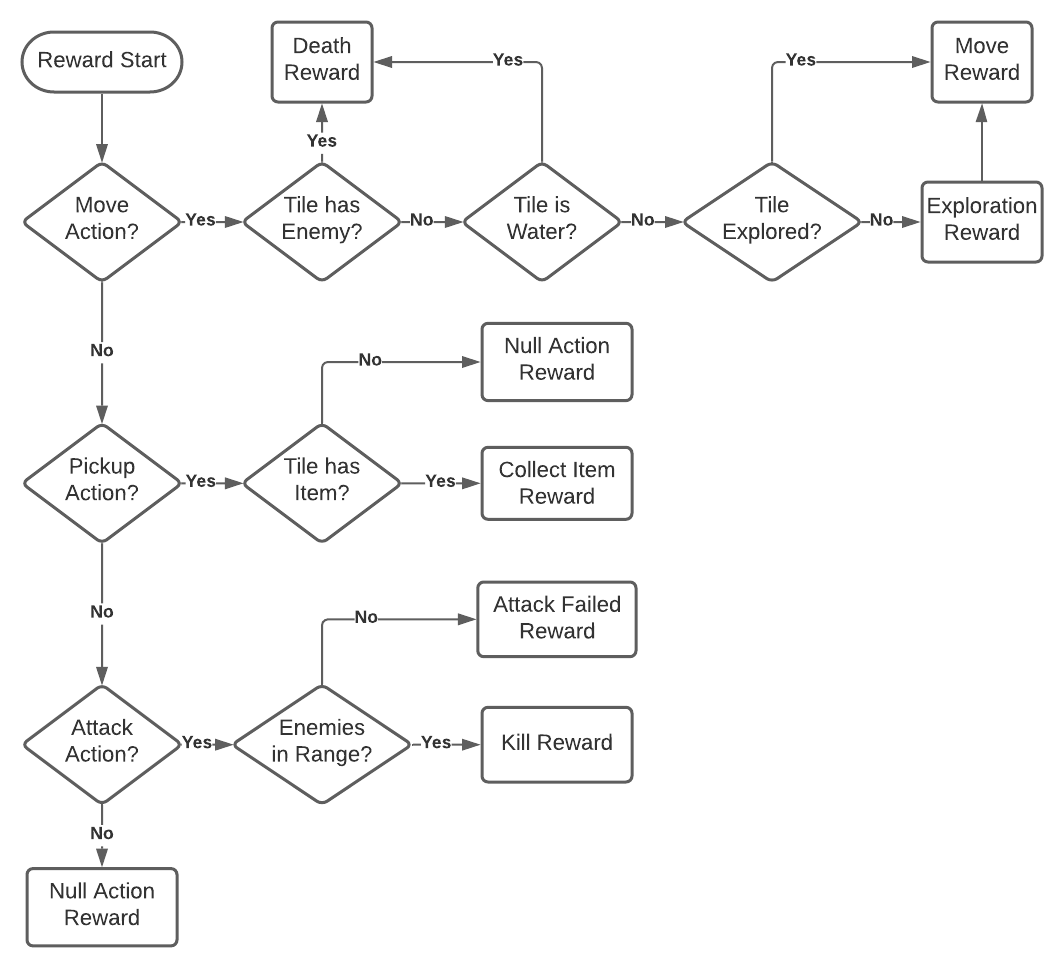 Reward Start
Death
Reward
Yes
Yes
Move
Reward
Yes
Move
Action?
Yes
Tile has
Enemy?
No
Tile is
Water?
No
Tile
Explored?
No
Exploration
Reward
No
No
Null Action
Reward
Pickup
Action?
Yes
Tile has
Item?
Yes
Collect Item
Reward
No
No
Attack Failed
Reward
Attack
Action?
Yes
Enemies
in Range?
Yes
Kill Reward
No
Null Action
Reward